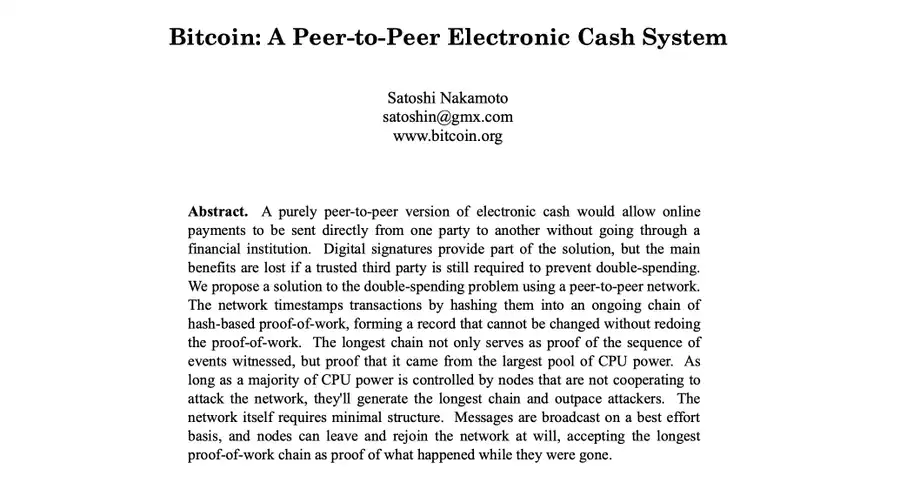 Bitcoin: A Peer-to-Peer Electronic Cash System
Satoshi Nakamoto
satoshin@gmx.com
www.bitcoin.org
Abstract. A purely peer-to-peer version of electronic cash would allow online
payments to be sent directly from one party to another without going through a
financial institution. Digital signatures provide part of the solution, but the main
benefits are lost if a trusted third party is still required to prevent double-spending.
We propose a solution to the double-spending problem using a peer-to-peer network.
The network timestamps transactions by hashing them into an ongoing chain of
hash-based proof-of-work, forming a record that cannot be changed without redoing
the proof-of-work. The longest chain not only serves as proof of the sequence of
events witnessed, but proof that it came from the largest pool of CPU power. As
long as a majority of CPU power is controlled by nodes that are not cooperating to
attack the network, they'll generate the longest chain and outpace attackers. The
network itself requires minimal structure. Messages are broadcast on a best effort
basis, and nodes can leave and rejoin the network at will, accepting the longest
proof-of-work chain as proof of what happened while they were gone.